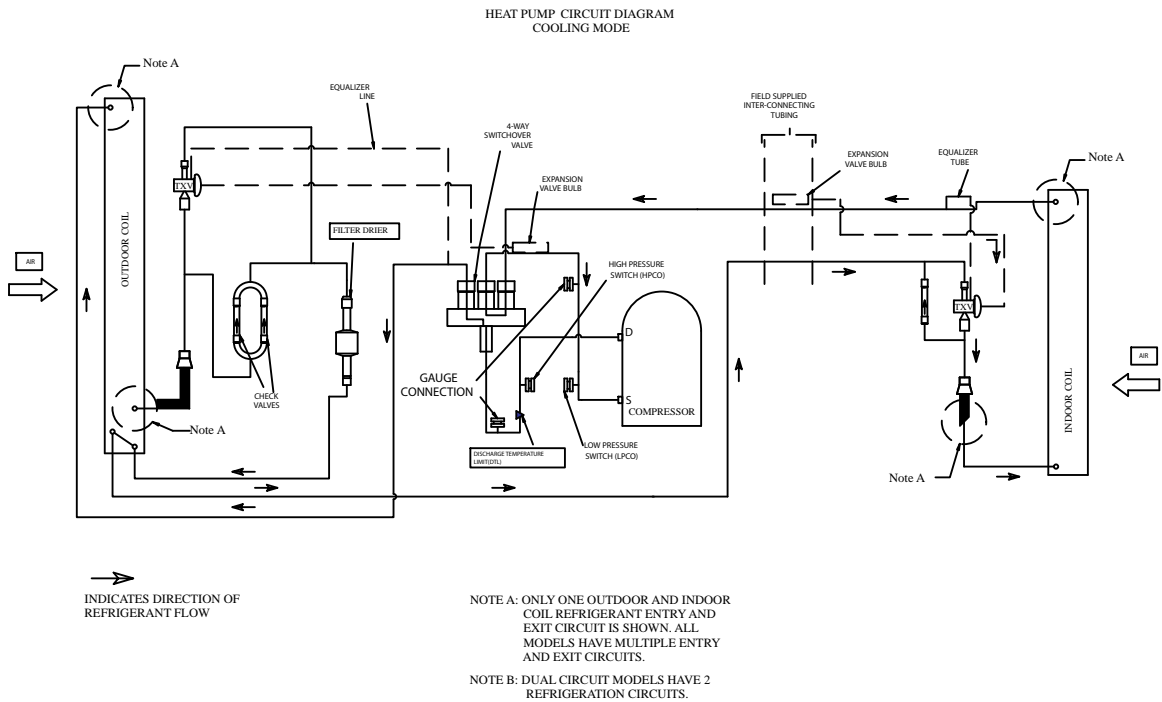 HEAT PUMP CIRCUIT DIAGRAM
COOLING MODE
Note A
EQUALIZER
LINE
4-WAY
SWITCHOVER
VALVE
FIELD SUPPLIED
INTER-CONNECTING
TUBING
EXPANSION
VALVE BULB
EQUALIZER
TUBE
Note A
TXV
EXPANSION
VALVE BULB
OUTDOOR COIL
FILTER DRIER
AIR
HIGH PRESSURE
SWITCH (HPCO)
TXV
D
AIR
GAUGE
CONNECTION
CHECK
VALVES
S
COMPRESSOR
INDOOR COIL
Note A
DISCHARGE TEMPERATURE
LIMIT(DTL)
LOW PRESSURE
SWITCH (LPCO)
Note A
INDICATES DIRECTION OF
REFRIGERANT FLOW
NOTE A: ONLY ONE OUTDOOR AND INDOOR
COIL REFRIGERANT ENTRY AND
EXIT CIRCUIT IS SHOWN. ALL
MODELS HAVE MULTIPLE ENTRY
AND EXIT CIRCUITS.
NOTE B: DUAL CIRCUIT MODELS HAVE 2
REFRIGERATION CIRCUITS.